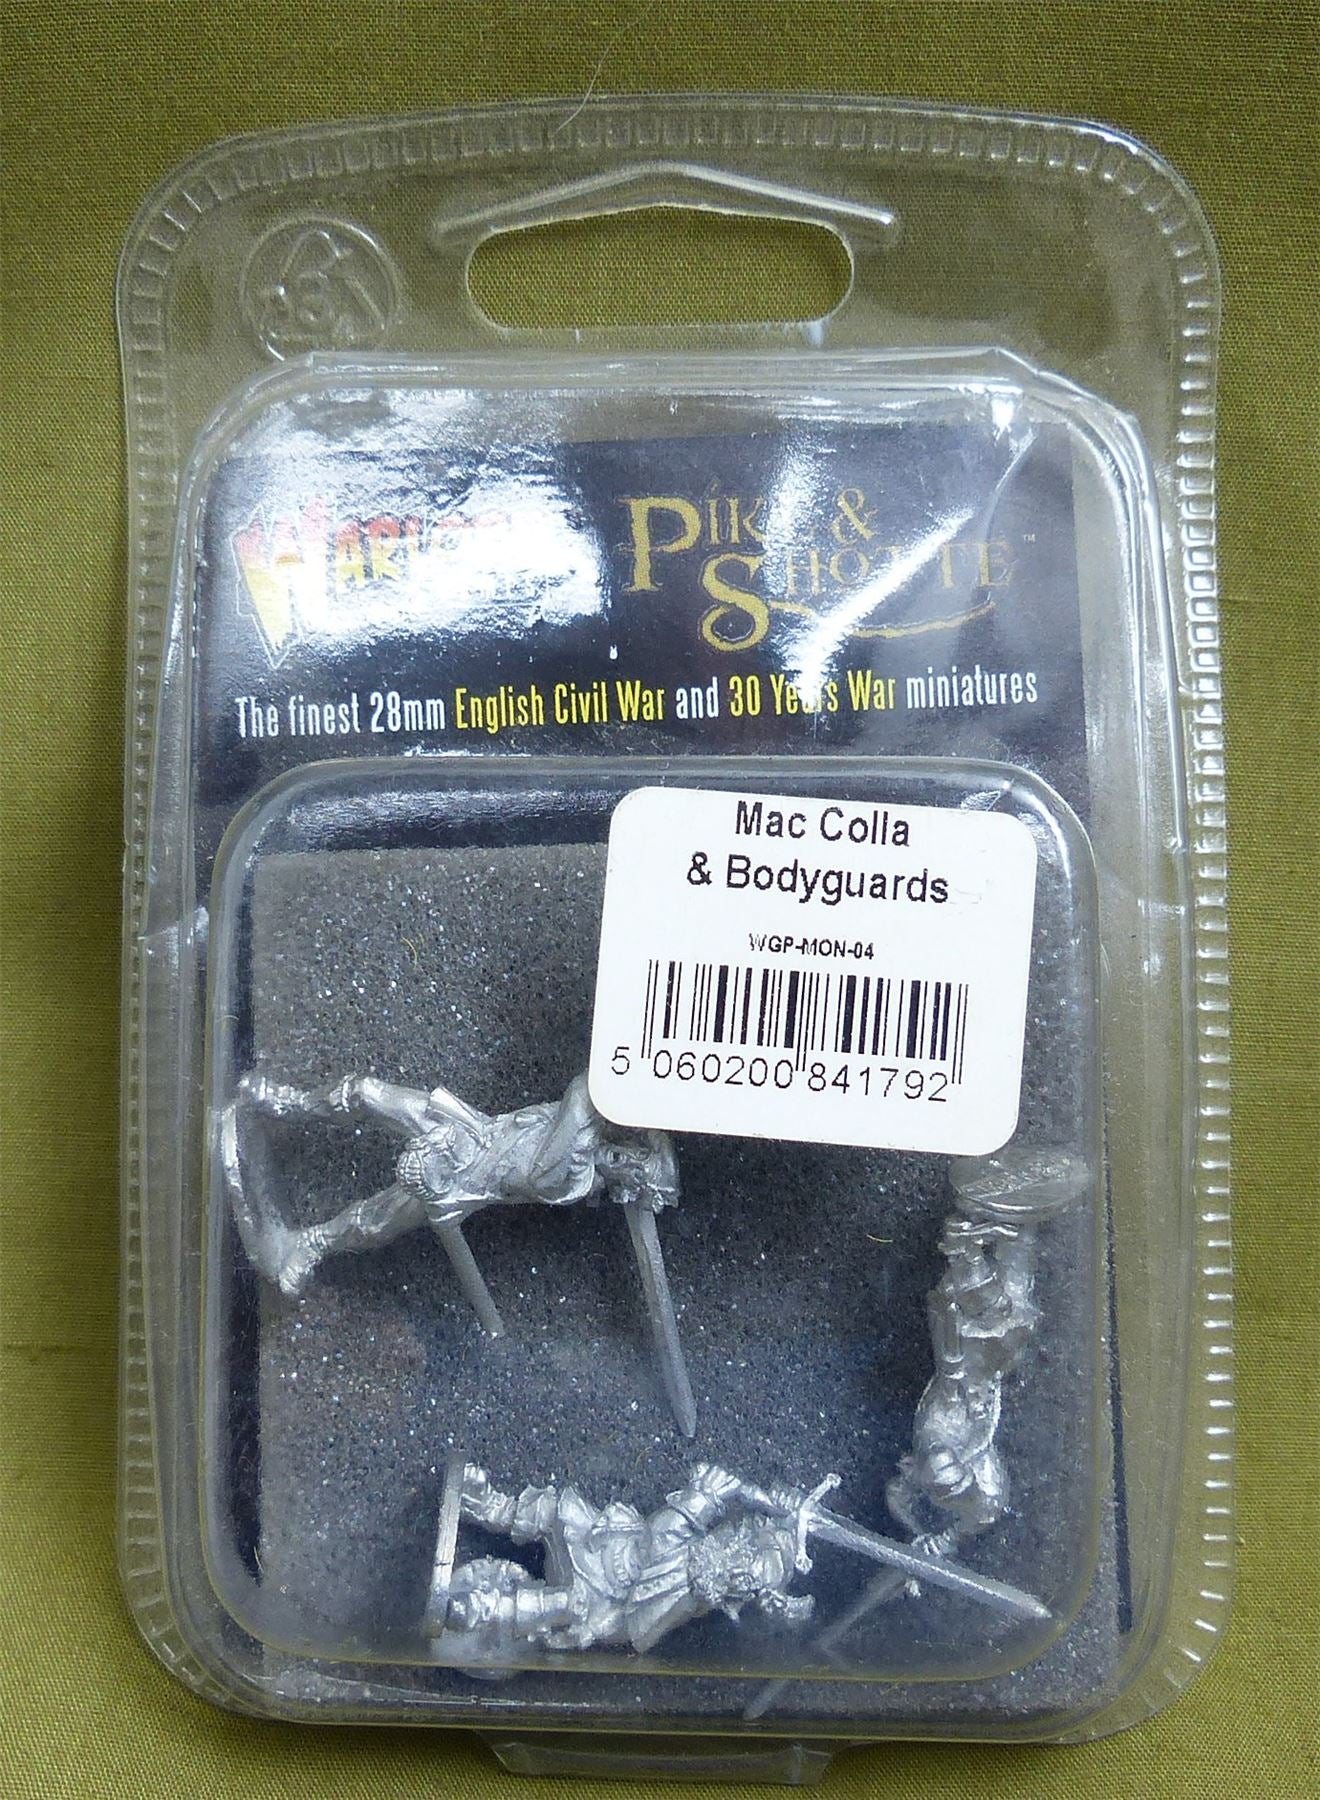 Pike &
Shotte™
The finest 28mm English Civil War and 30 Years War miniatures
Mac Colla
& Bodyguards
WGP-MON-04
5 060200 841792